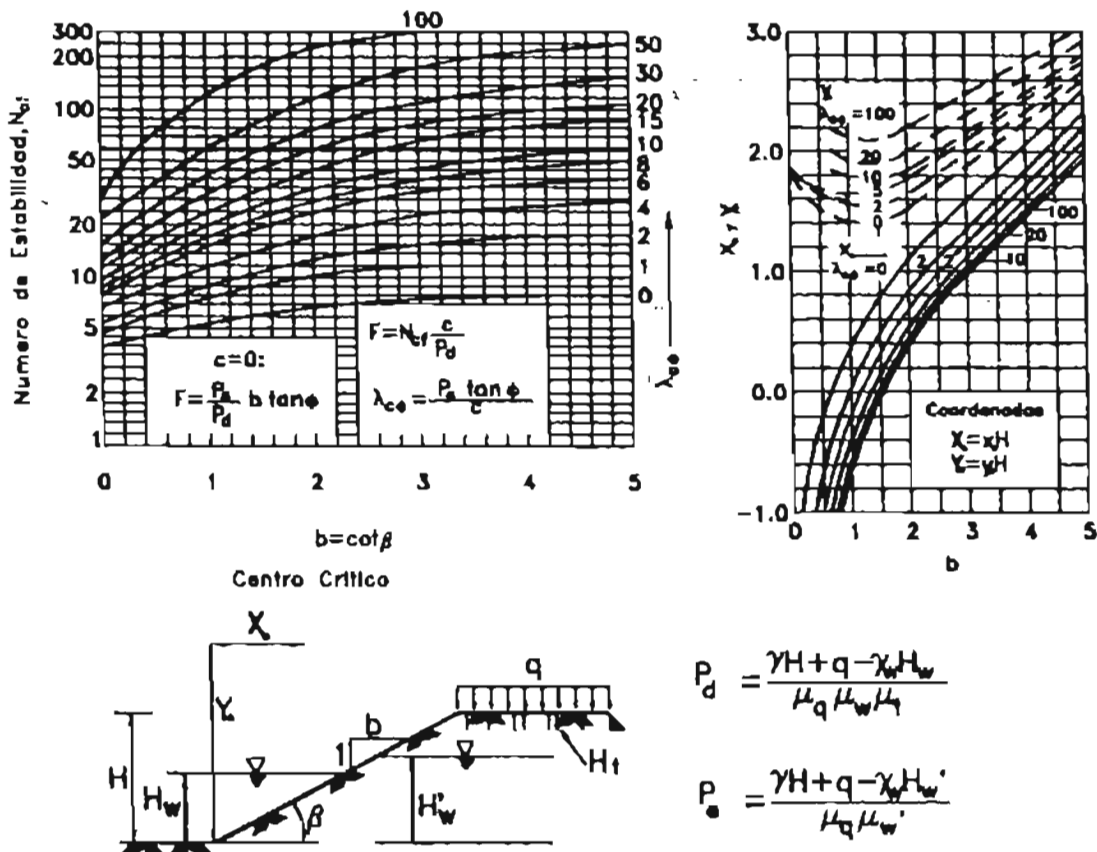 100
300
200
100
50
20
10
5
2
1
Numero de Estabilidad, Ncf
50
30
20
15
10
8
6
4
2
1
0
λcφ
c=0:
F = Pe/Pd b tanφ
F = Ncf c/Pd
λcφ = Pe tanφ/c
0 1 2 3 4 5
b=cotβ
3.0
2.0
1.0
0.0
-1.0
X₀, Y₀
Y₀
λcφ=100
20
10
5
2
0
X₀
λcφ=0
2
100
20
10
Coordenadas
X₀=x₀H
Y₀=y₀H
0 1 2 3 4 5
b
Centro Critico
X₀
Y₀
q
b
1
H
Hw
β
H'w
Ht
Pd = (γH + q - γwHw)/(μq μw μt)
Pe = (γH + q - γwHw')/(μq μw')